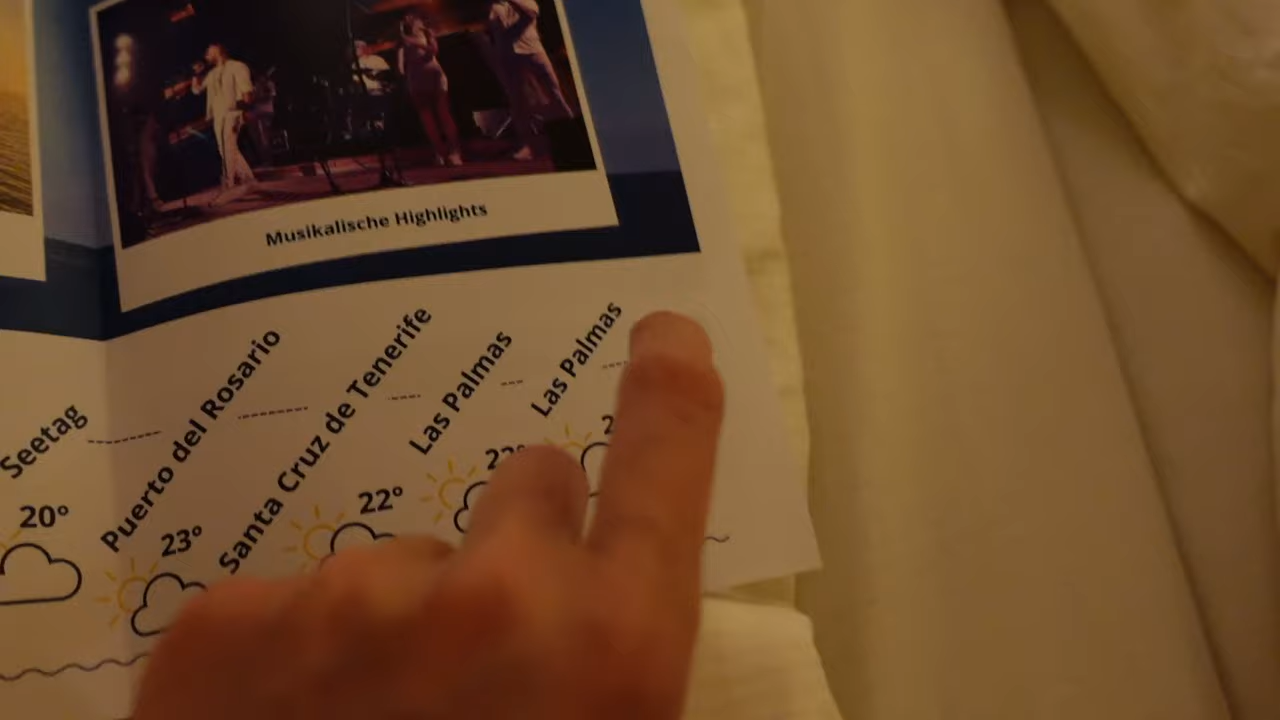 Musikalische Highlights
Seetag
Puerto del Rosario
Santa Cruz de Tenerife
Las Palmas
Las Palmas
20°
23°
22°